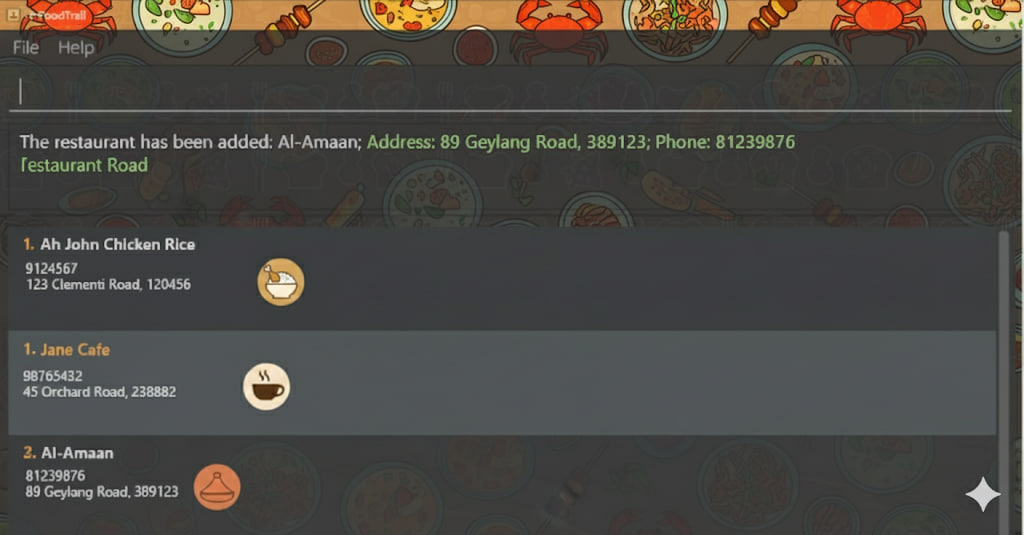 FoodTrail
File Help
The restaurant has been added: Al-Amaan; Address: 89 Geylang Road, 389123; Phone: 81239876
Restaurant Road
1. Ah John Chicken Rice
9124567
123 Clementi Road, 120456
1. Jane Cafe
98765432
45 Orchard Road, 238882
3. Al-Amaan
81239876
89 Geylang Road, 389123